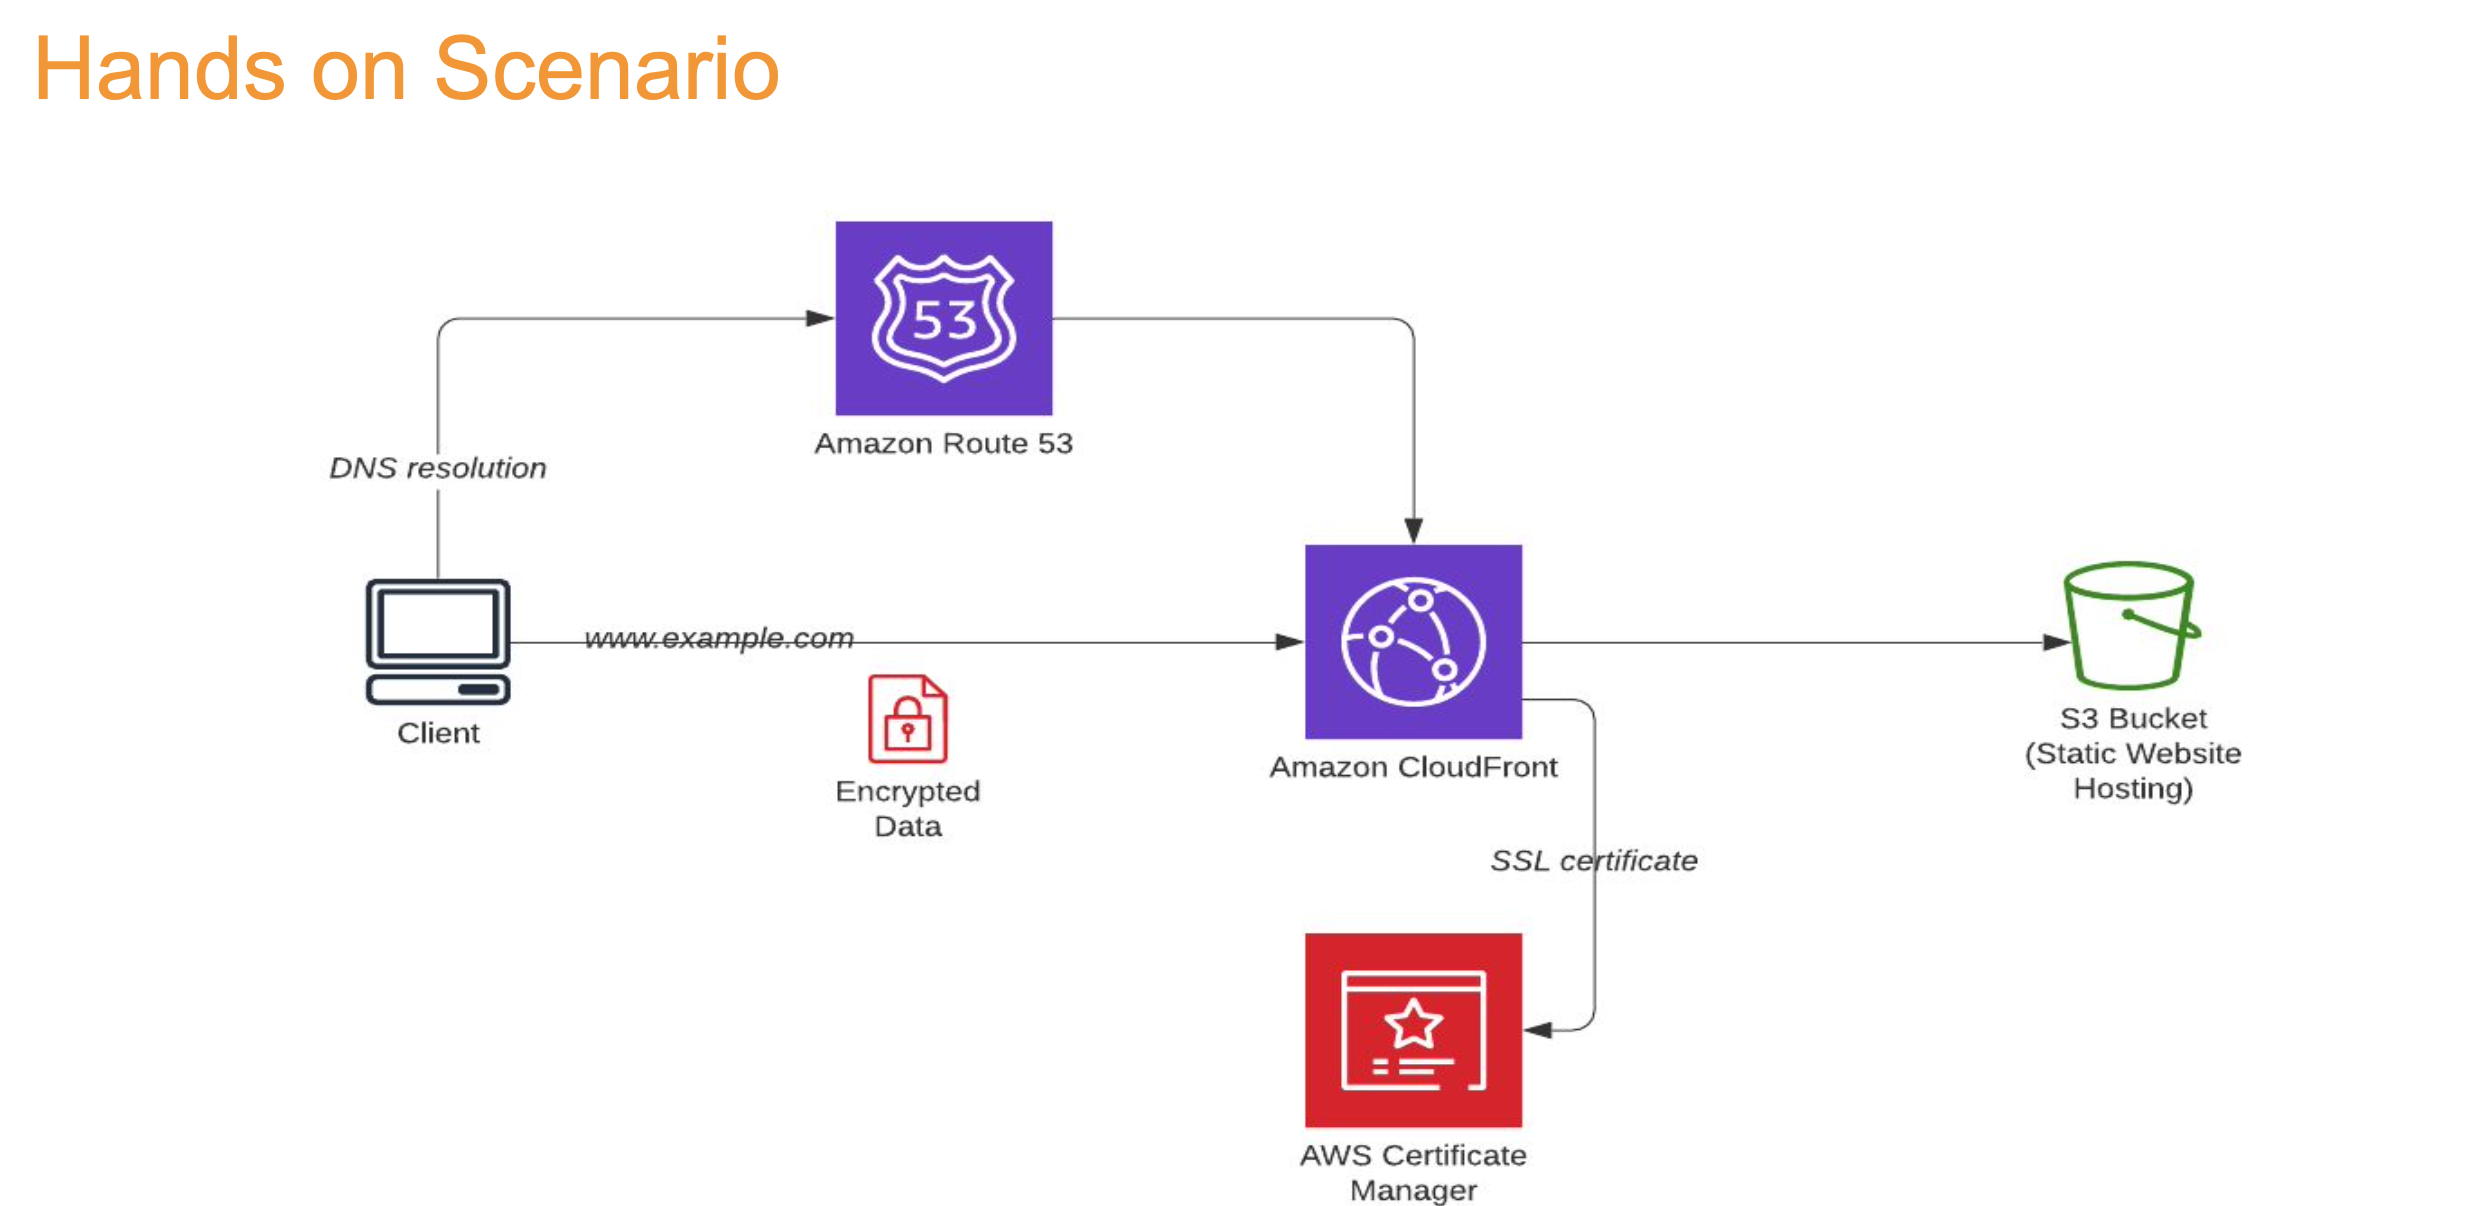 Hands on Scenario
53
Amazon Route 53
DNS resolution
www.example.com
Client
Encrypted
Data
Amazon CloudFront
S3 Bucket
(Static Website
Hosting)
SSL certificate
AWS Certificate
Manager